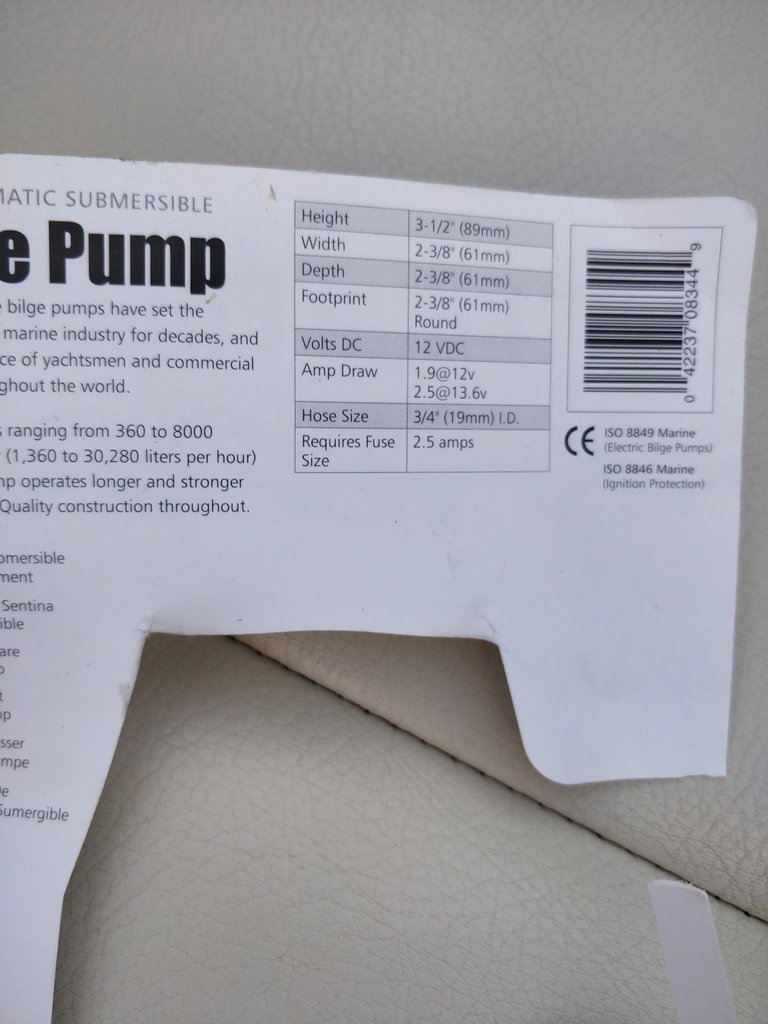 MATIC SUBMERSIBLE
e Pump
bilge pumps have set the
marine industry for decades, and
ce of yachtsmen and commercial
ghout the world.
s ranging from 360 to 8000
(1,360 to 30,280 liters per hour)
mp operates longer and stronger
Quality construction throughout.
bmersible
ment
Sentina
ible
are
p
t
mp
sser
mpe
de
Sumergible
Height 3-1/2" (89mm)
Width 2-3/8" (61mm)
Depth 2-3/8" (61mm)
Footprint 2-3/8" (61mm)
Round
Volts DC 12 VDC
Amp Draw 1.9@12v
2.5@13.6v
Hose Size 3/4" (19mm) I.D.
Requires Fuse 2.5 amps
Size
0 42237 08344 9
CE ISO 8849 Marine
(Electric Bilge Pumps)
ISO 8846 Marine
(Ignition Protection)